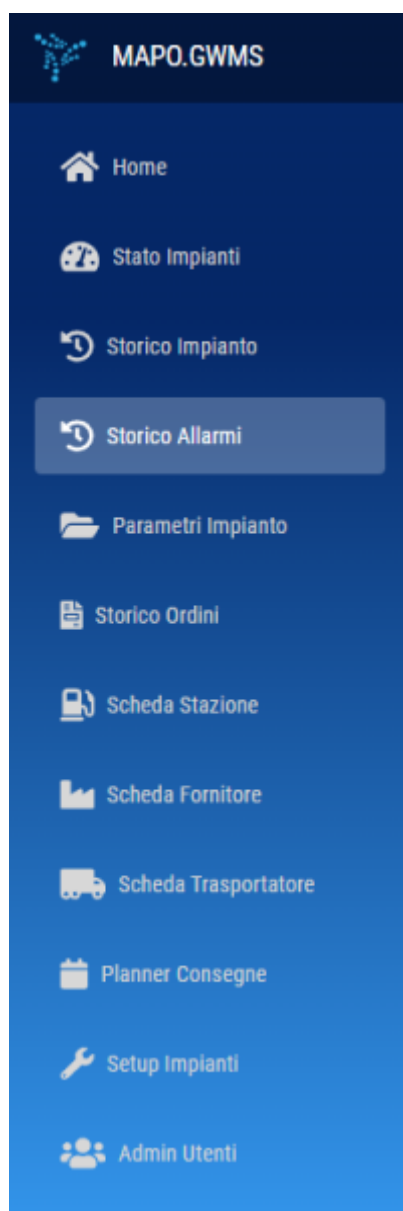 MAPO.GWMS
Home
Stato Impianti
Storico Impianto
Storico Allarmi
Parametri Impianto
Storico Ordini
Scheda Stazione
Scheda Fornitore
Scheda Trasportatore
Planner Consegne
Setup Impianti
Admin Utenti